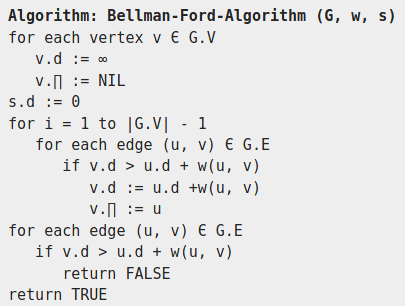 Algorithm: Bellman-Ford-Algorithm (G, w, s)
for each vertex v Є G.V
v.d := ∞
v.∏ := NIL
s.d := 0
for i = 1 to |G.V| - 1
for each edge (u, v) Є G.E
if v.d > u.d + w(u, v)
v.d := u.d +w(u, v)
v.∏ := u
for each edge (u, v) Є G.E
if v.d > u.d + w(u, v)
return FALSE
return TRUE